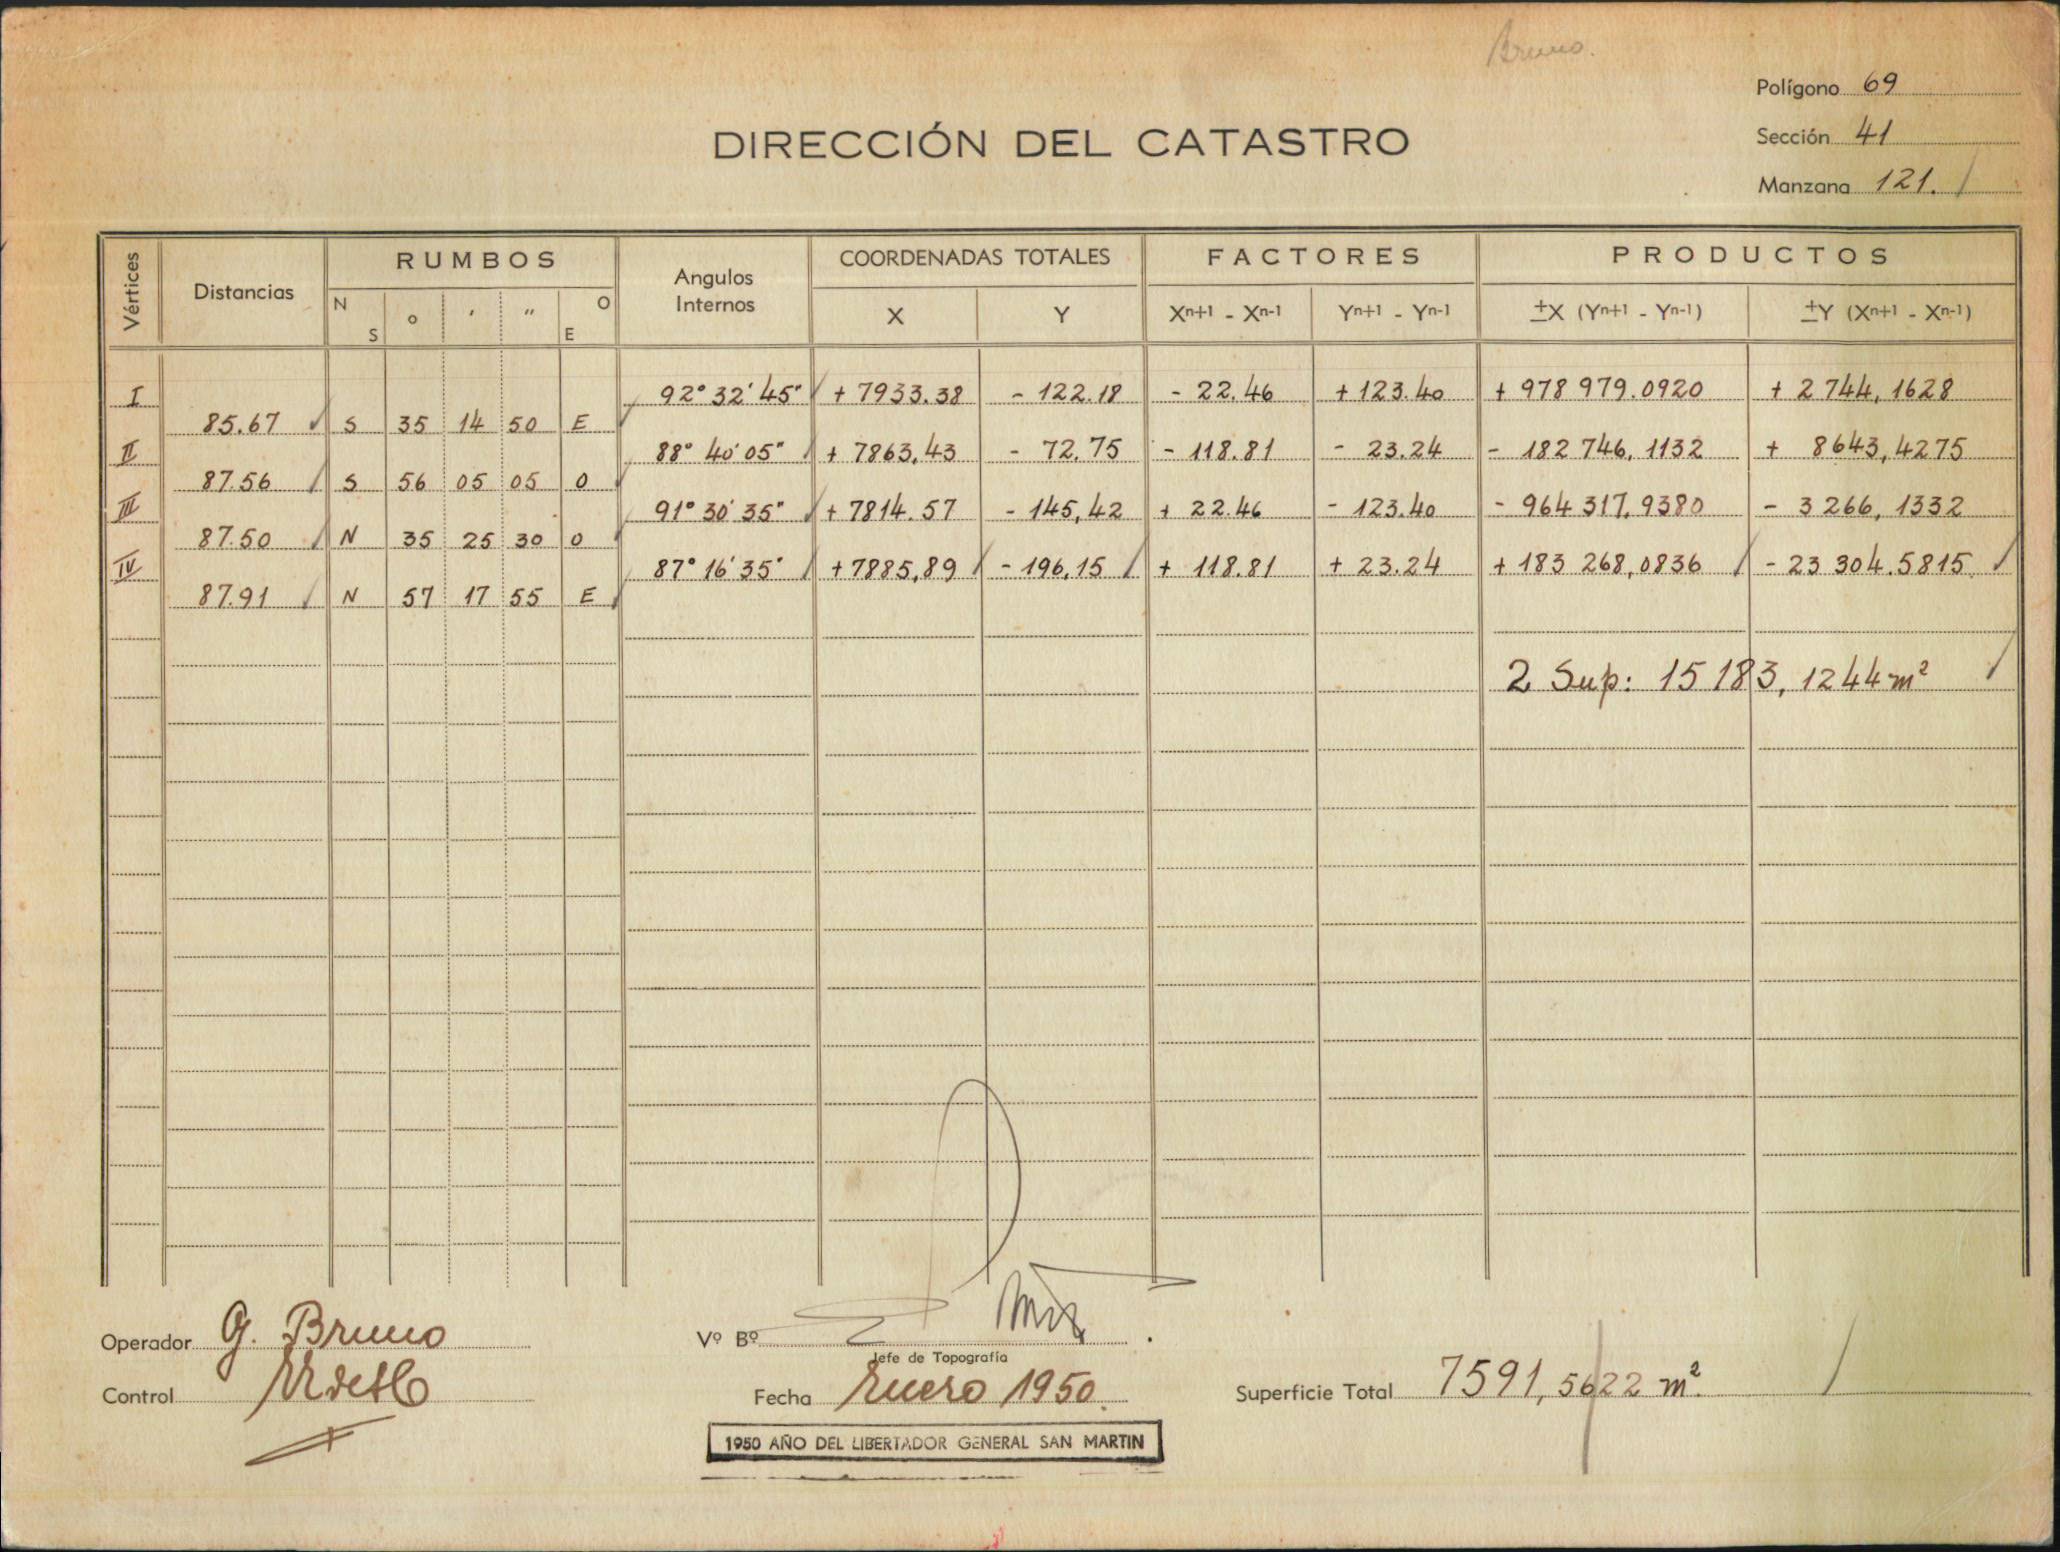 Bruno.
Polígono 69
DIRECCIÓN DEL CATASTRO
Sección 41
Manzana 121.
Vértices
Distancias
RUMBOS
N S
o
′
″
O E
Angulos Internos
COORDENADAS TOTALES
X
Y
FACTORES
Xn+1 - Xn-1
Yn+1 - Yn-1
PRODUCTOS
±X (Yn+1 - Yn-1)
±Y (Xn+1 - Xn-1)
I 92° 32' 45" + 7933.38 - 122.18 - 22.46 + 123.40 + 978 979.0920 + 2 744, 1628
85.67 S 35 14 50 E
II 88° 40' 05" + 7863,43 - 72.75 - 118.81 - 23.24 - 182 746, 1132 + 8643,4275
87.56 S 56 05 05 O
III 91° 30' 35" + 7814.57 - 145,42 + 22.46 - 123.40 - 964 317,9380 - 3 266, 1332
87.50 N 35 25 30 O
IV 87° 16' 35" + 7885,89 - 196,15 + 118.81 + 23.24 + 183 268,0836 - 23 304.5815
87.91 N 57 17 55 E
2 Sup: 15 183, 1244 m²
Operador G. Bruno
Vº Bº
Jefe de Topografía
Control
Fecha Enero 1950.
Superficie Total 7591,5622 m².
1950 AÑO DEL LIBERTADOR GENERAL SAN MARTIN